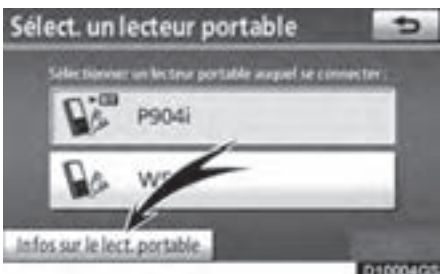 Sélect. un lecteur portable
Sélectionner un lecteur portable auquel se connecter:
P904i
Infos sur le lect. portable